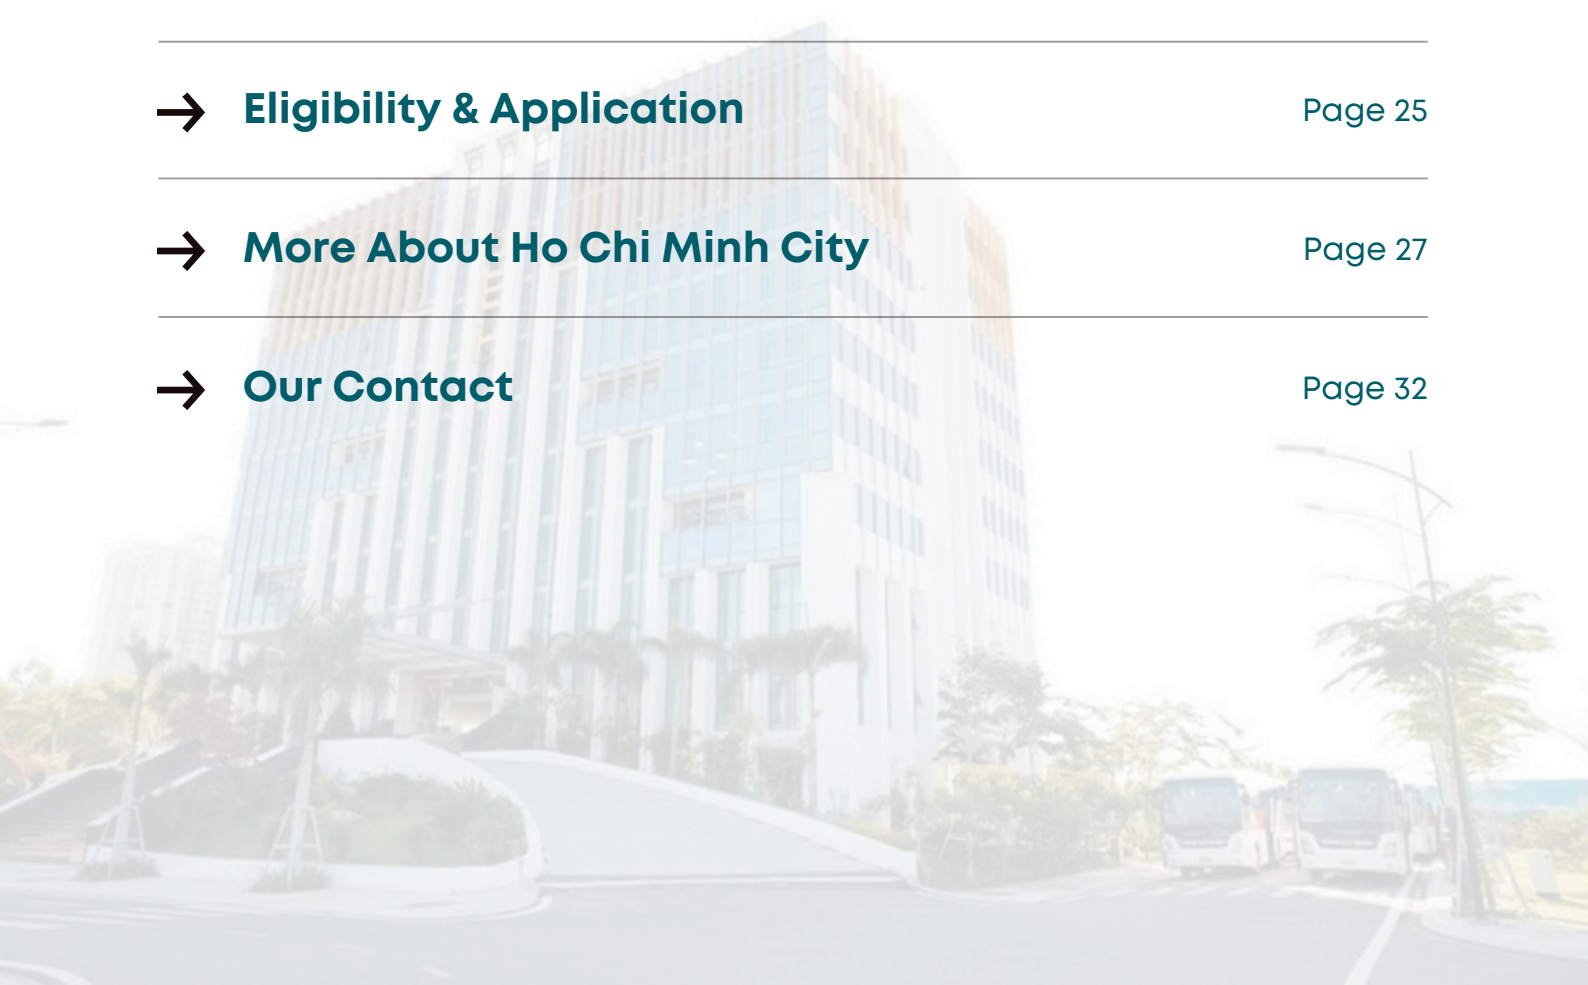 Eligibility & Application Page 25
More About Ho Chi Minh City Page 27
Our Contact Page 32